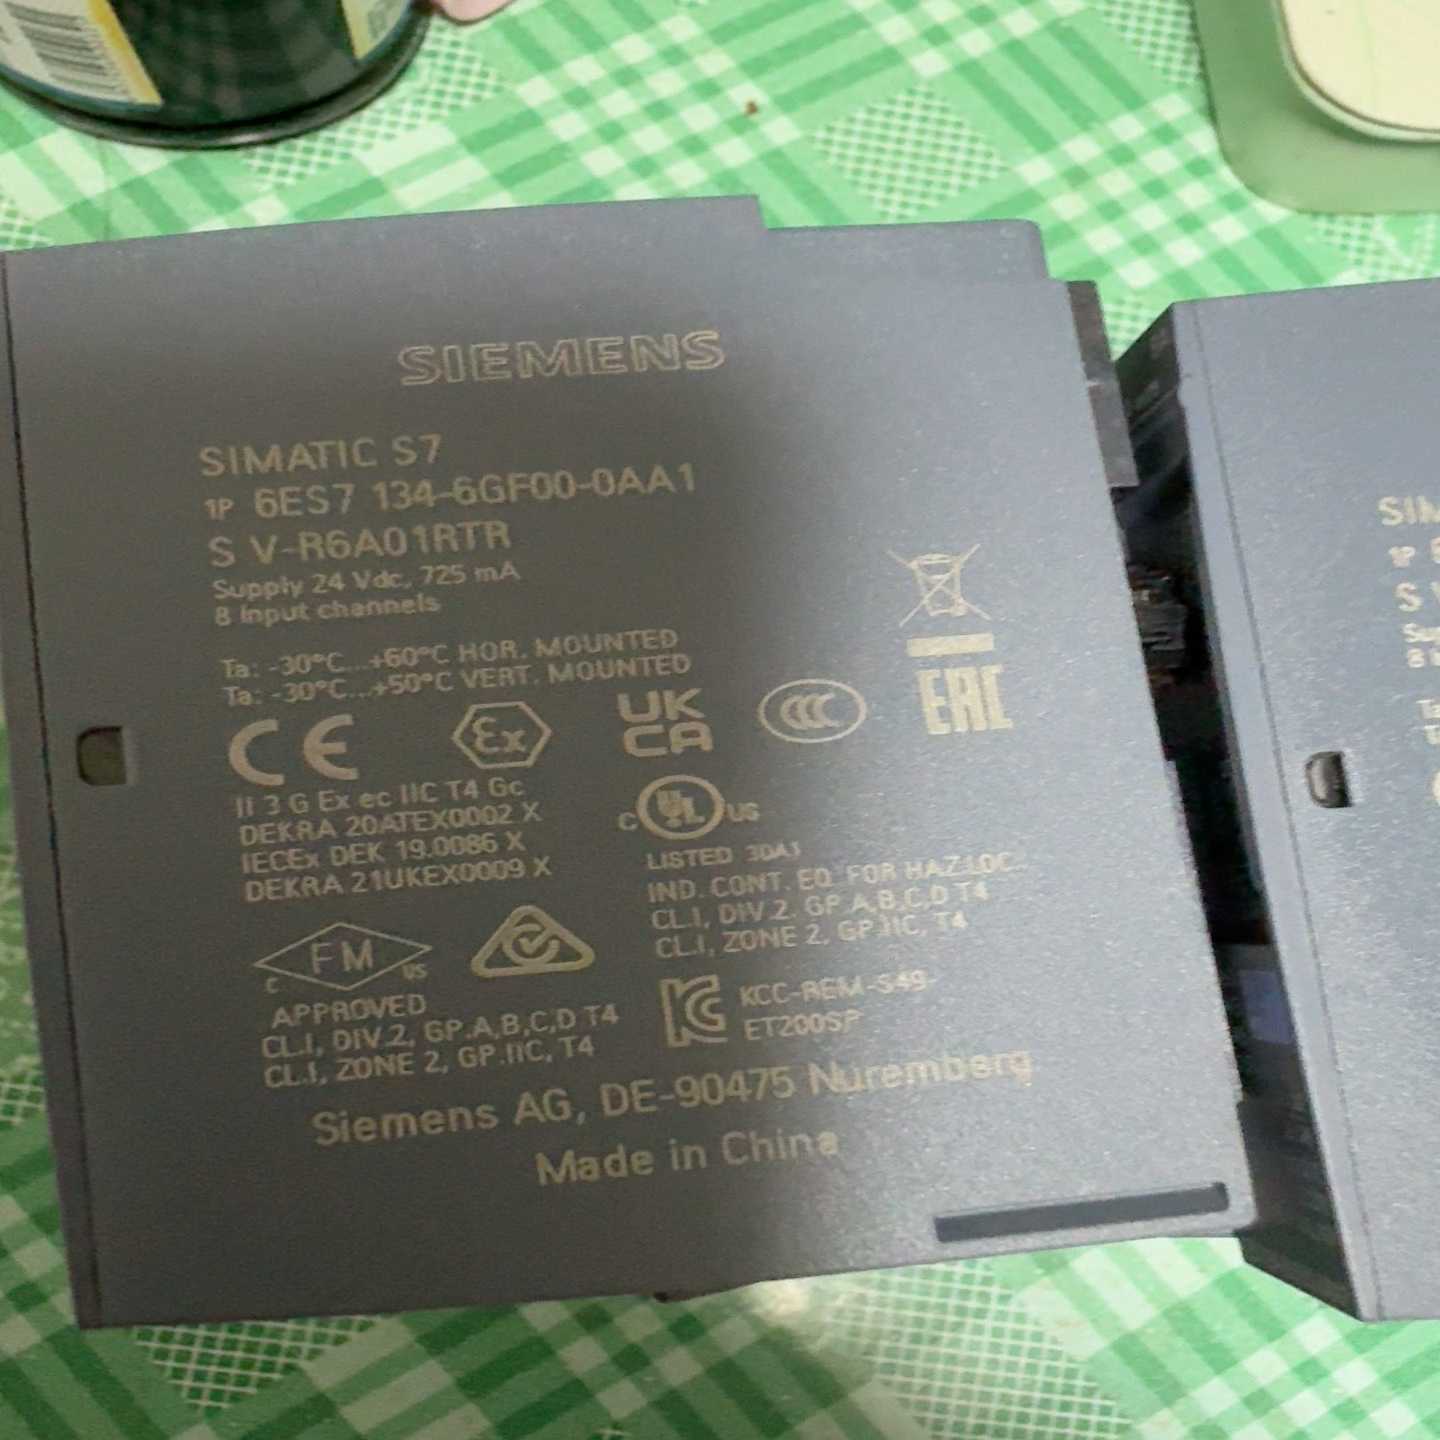 SIEMENS
SIMATIC S7
1P 6ES7 134-6GF00-0AA1
S V-R6A01RTR
Supply 24 Vdc, 725 mA
8 Input channels
Ta: -30°C...+60°C HOR. MOUNTED
Ta: -30°C...+50°C VERT. MOUNTED
CE
Ex
UK
CA
CCC
EAC
II 3 G Ex ec IIC T4 Gc
DEKRA 20ATEX0002 X
IECEx DEK 19.0086 X
DEKRA 21UKEX0009 X
C UL US
LISTED 30A1
IND. CONT. EQ. FOR HAZ.LOC.
CL.I, DIV.2, GP.A,B,C,D T4
CL.I, ZONE 2, GP.IIC, T4
C FM US
APPROVED
CL.I, DIV.2, GP.A,B,C,D T4
CL.I, ZONE 2, GP.IIC, T4
KCC-REM-S49-
ET200SP
Siemens AG, DE-90475 Nuremberg
Made in China
1P
S